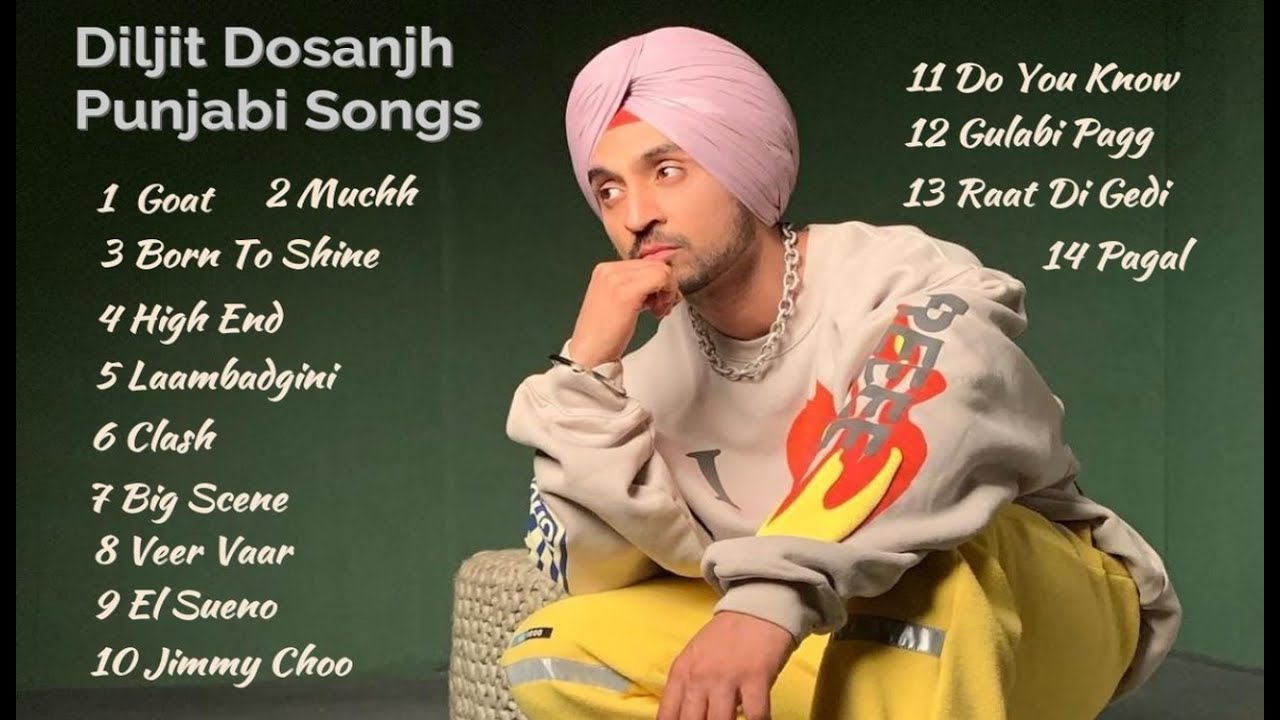 Diljit Dosanjh
Punjabi Songs
1 Goat 2 Muchh
3 Born To Shine
4 High End
5 Laambadgini
6 Clash
7 Big Scene
8 Veer Vaar
9 El Sueno
10 Jimmy Choo
11 Do You Know
12 Gulabi Pagg
13 Raat Di Gedi
14 Pagal